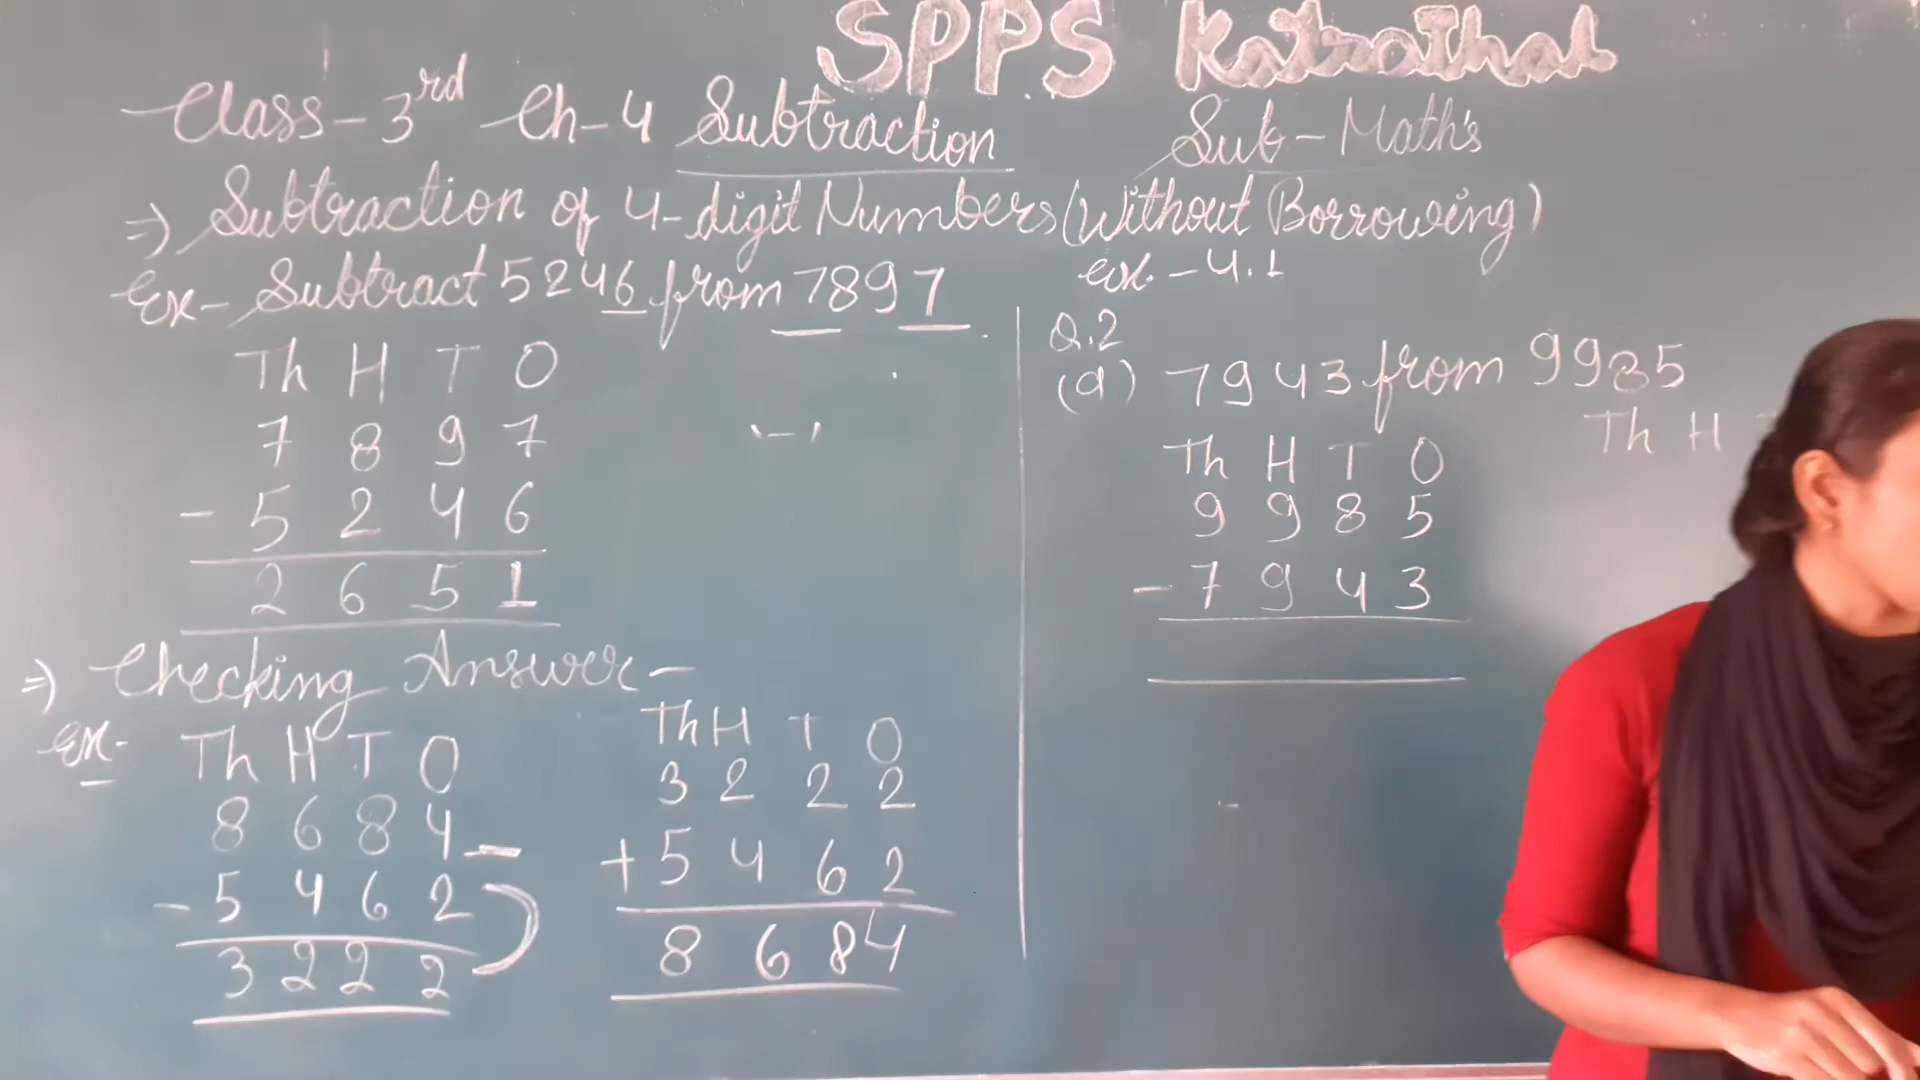 SPPS Katrathal
Class-3rd Ch-4 Subtraction Sub-Math's
=> Subtraction of 4-digit Numbers (Without Borrowing)
Ex- Subtract 5246 from 7897
Th H T O
7 8 9 7
- 5 2 4 6
2 6 5 1
=> Checking Answer-
Ex-
Th H T O
8 6 8 4
- 5 4 6 2
3 2 2 2
Th H T O
3 2 2 2
+ 5 4 6 2
8 6 8 4
Ex.-4.1
Q.2
(a) 7943 from 9985
Th H T O
9 9 8 5
- 7 9 4 3
Th H